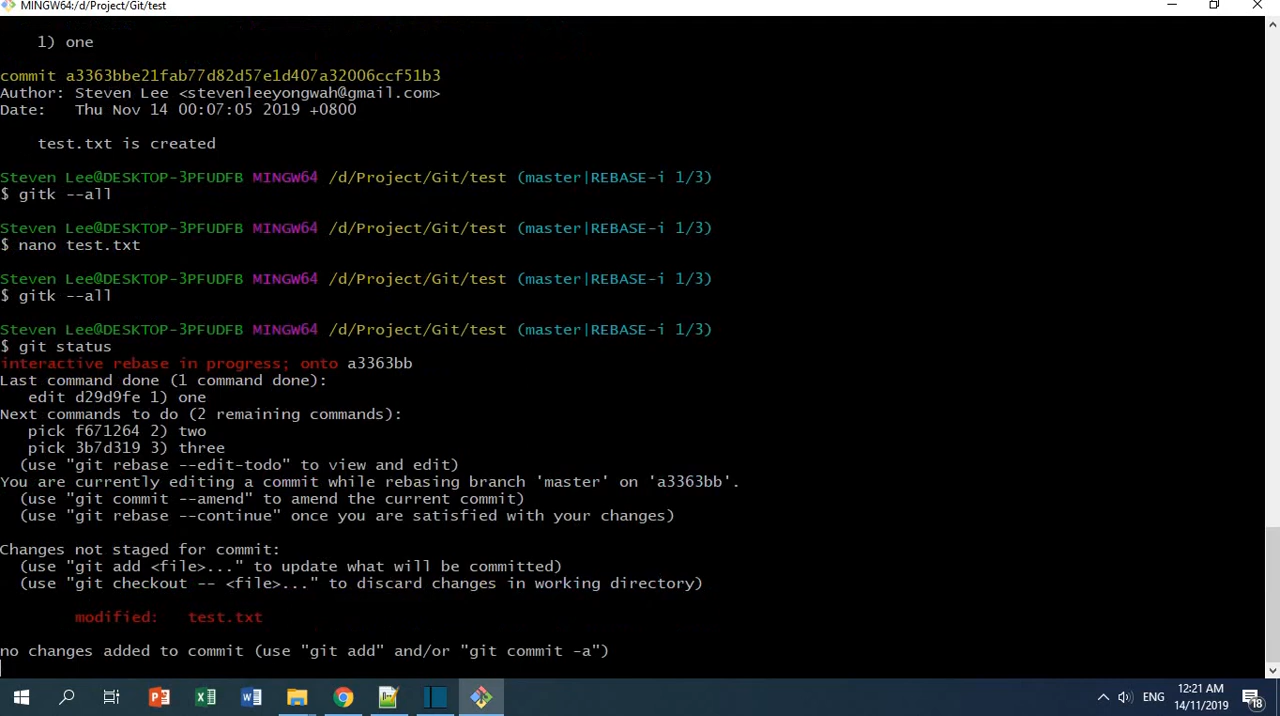 MINGW64:/d/Project/Git/test
1) one
commit a3363bbe21fab77d82d57e1d407a32006ccf51b3
Author: Steven Lee <stevenleeyongwah@gmail.com>
Date:   Thu Nov 14 00:07:05 2019 +0800
test.txt is created
Steven Lee@DESKTOP-3PFUDFB MINGW64 /d/Project/Git/test (master|REBASE-i 1/3)
$ gitk --all
Steven Lee@DESKTOP-3PFUDFB MINGW64 /d/Project/Git/test (master|REBASE-i 1/3)
$ nano test.txt
Steven Lee@DESKTOP-3PFUDFB MINGW64 /d/Project/Git/test (master|REBASE-i 1/3)
$ gitk --all
Steven Lee@DESKTOP-3PFUDFB MINGW64 /d/Project/Git/test (master|REBASE-i 1/3)
$ git status
interactive rebase in progress; onto a3363bb
Last command done (1 command done):
edit d29d9fe 1) one
Next commands to do (2 remaining commands):
pick f671264 2) two
pick 3b7d319 3) three
(use "git rebase --edit-todo" to view and edit)
You are currently editing a commit while rebasing branch 'master' on 'a3363bb'.
(use "git commit --amend" to amend the current commit)
(use "git rebase --continue" once you are satisfied with your changes)
Changes not staged for commit:
(use "git add <file>..." to update what will be committed)
(use "git checkout -- <file>..." to discard changes in working directory)
modified:   test.txt
no changes added to commit (use "git add" and/or "git commit -a")
ENG
12:21 AM
14/11/2019
18